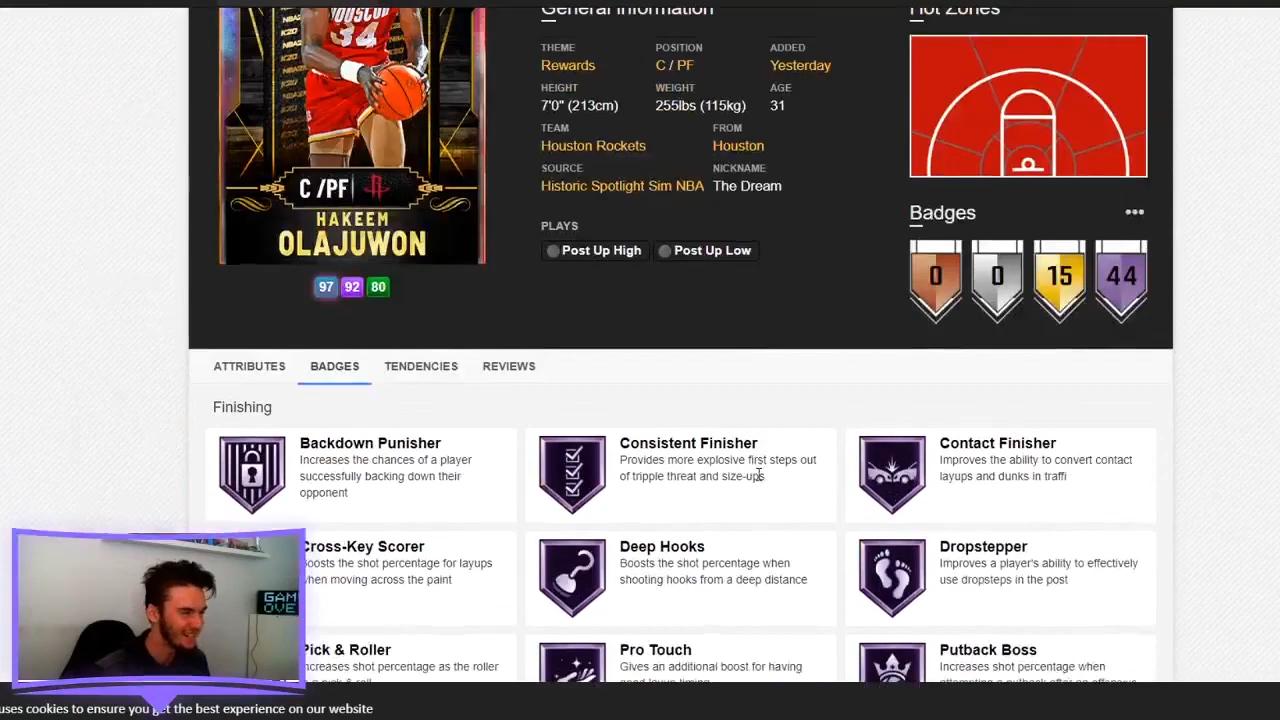 General Information
Hot Zones
HOUSTON
34
THEME
POSITION
ADDED
Rewards
C / PF
Yesterday
HEIGHT
WEIGHT
AGE
7'0" (213cm)
255lbs (115kg)
31
TEAM
FROM
Houston Rockets
Houston
SOURCE
NICKNAME
Historic Spotlight Sim NBA
The Dream
PLAYS
Post Up High
Post Up Low
C /PF
HAKEEM
OLAJUWON
97 92 80
Badges
0 0 15 44
ATTRIBUTES BADGES TENDENCIES REVIEWS
Finishing
Backdown Punisher
Increases the chances of a player
successfully backing down their
opponent
Consistent Finisher
Provides more explosive first steps out
of tripple threat and size-ups
Contact Finisher
Improves the ability to convert contact
layups and dunks in traffi
Cross-Key Scorer
Boosts the shot percentage for layups
when moving across the paint
Deep Hooks
Boosts the shot percentage when
shooting hooks from a deep distance
Dropstepper
Improves a player's ability to effectively
use dropsteps in the post
Pick & Roller
Increases shot percentage as the roller
Pro Touch
Gives an additional boost for having
good layup timing
Putback Boss
Increases shot percentage when
GAME
OVER
uses cookies to ensure you get the best experience on our website